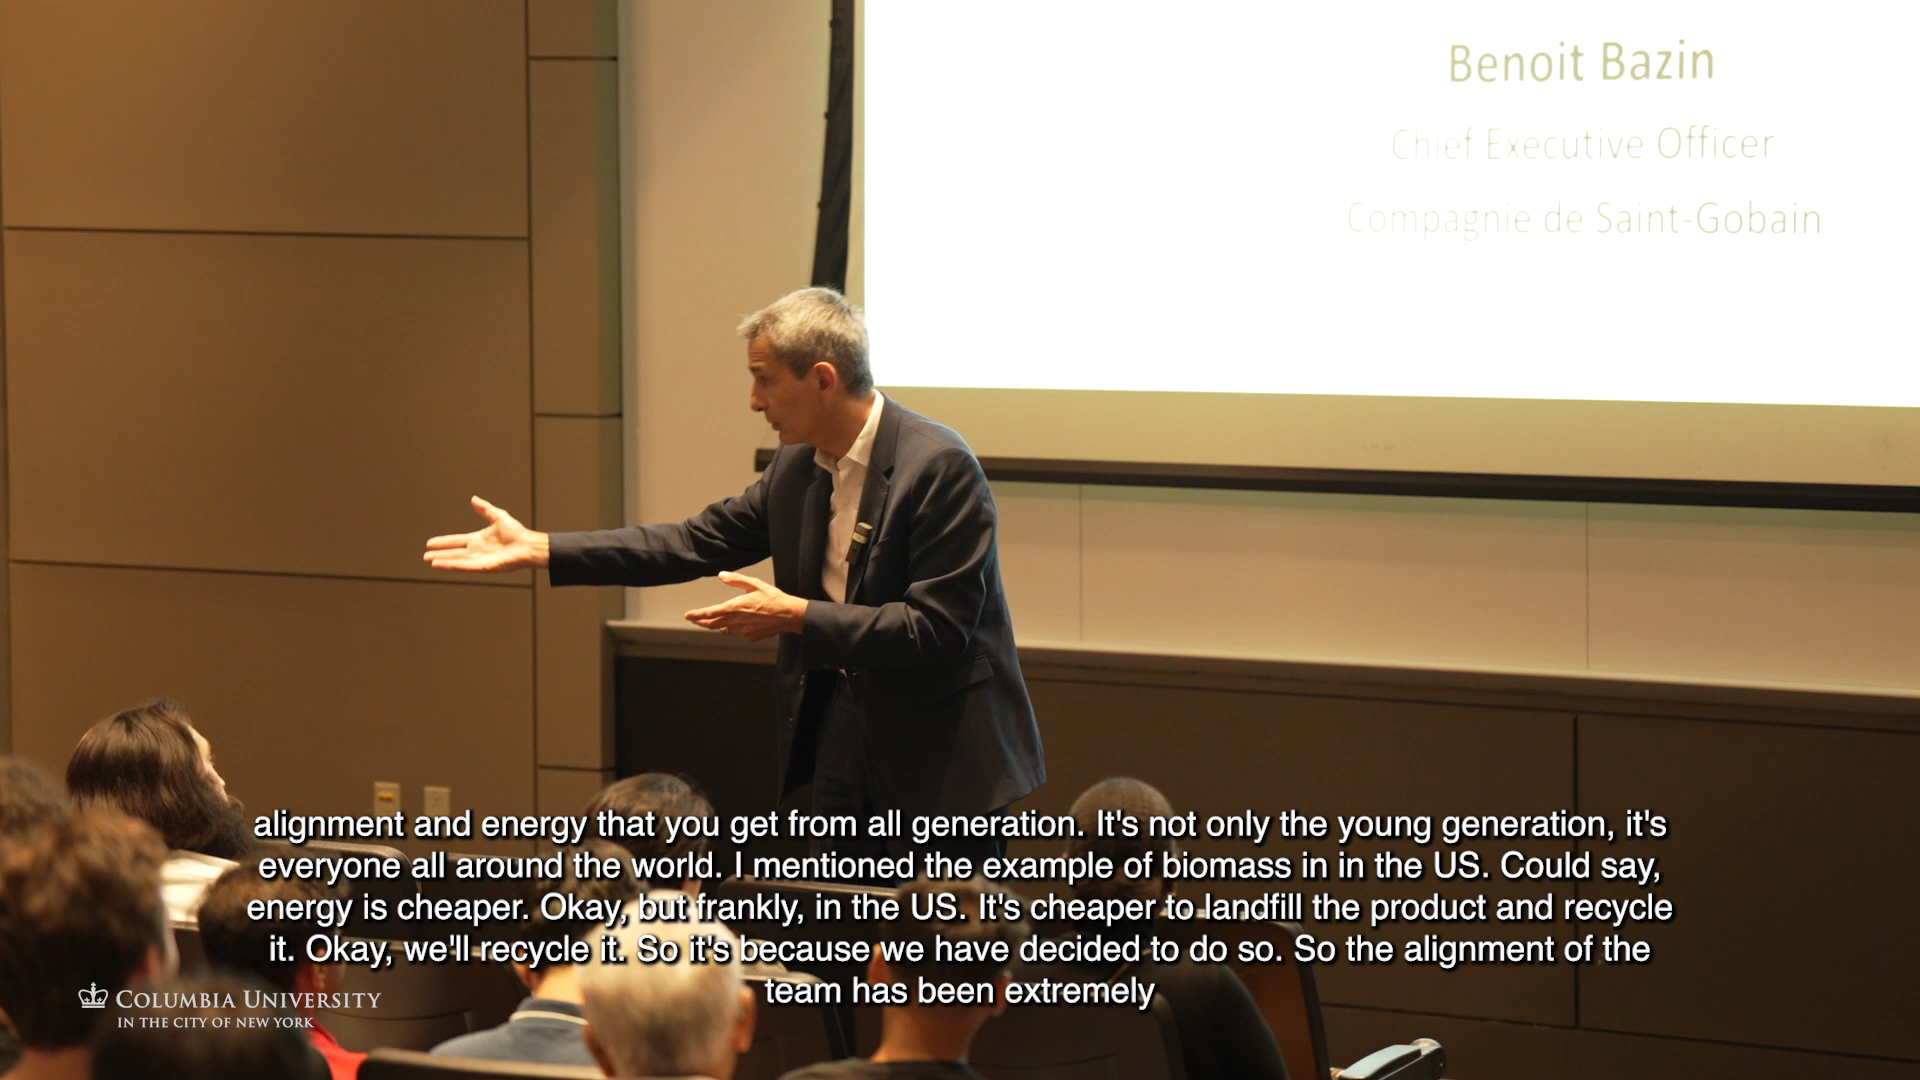 Benoit Bazin
Chief Executive Officer
Compagnie de Saint-Gobain
alignment and energy that you get from all generation. It's not only the young generation, it's
everyone all around the world. I mentioned the example of biomass in in the US. Could say,
energy is cheaper. Okay, but frankly, in the US. It's cheaper to landfill the product and recycle
it. Okay, we'll recycle it. So it's because we have decided to do so. So the alignment of the
team has been extremely
COLUMBIA UNIVERSITY
IN THE CITY OF NEW YORK